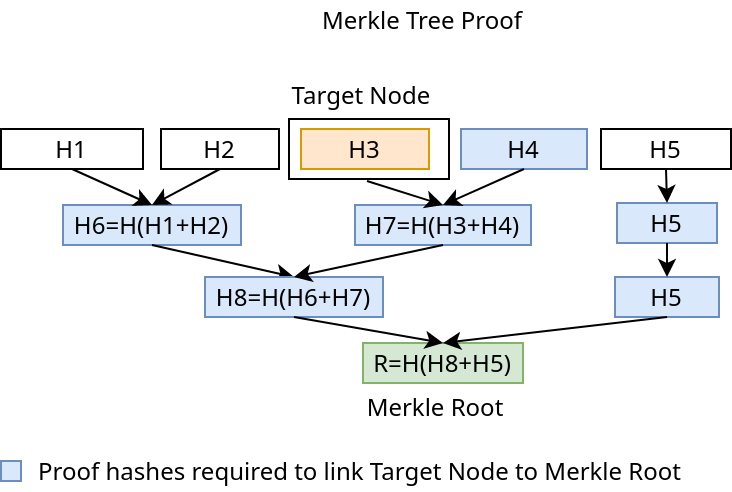 Merkle Tree Proof
Target Node
H1
H2
H3
H4
H5
H6=H(H1+H2)
H7=H(H3+H4)
H5
H8=H(H6+H7)
H5
R=H(H8+H5)
Merkle Root
Proof hashes required to link Target Node to Merkle Root